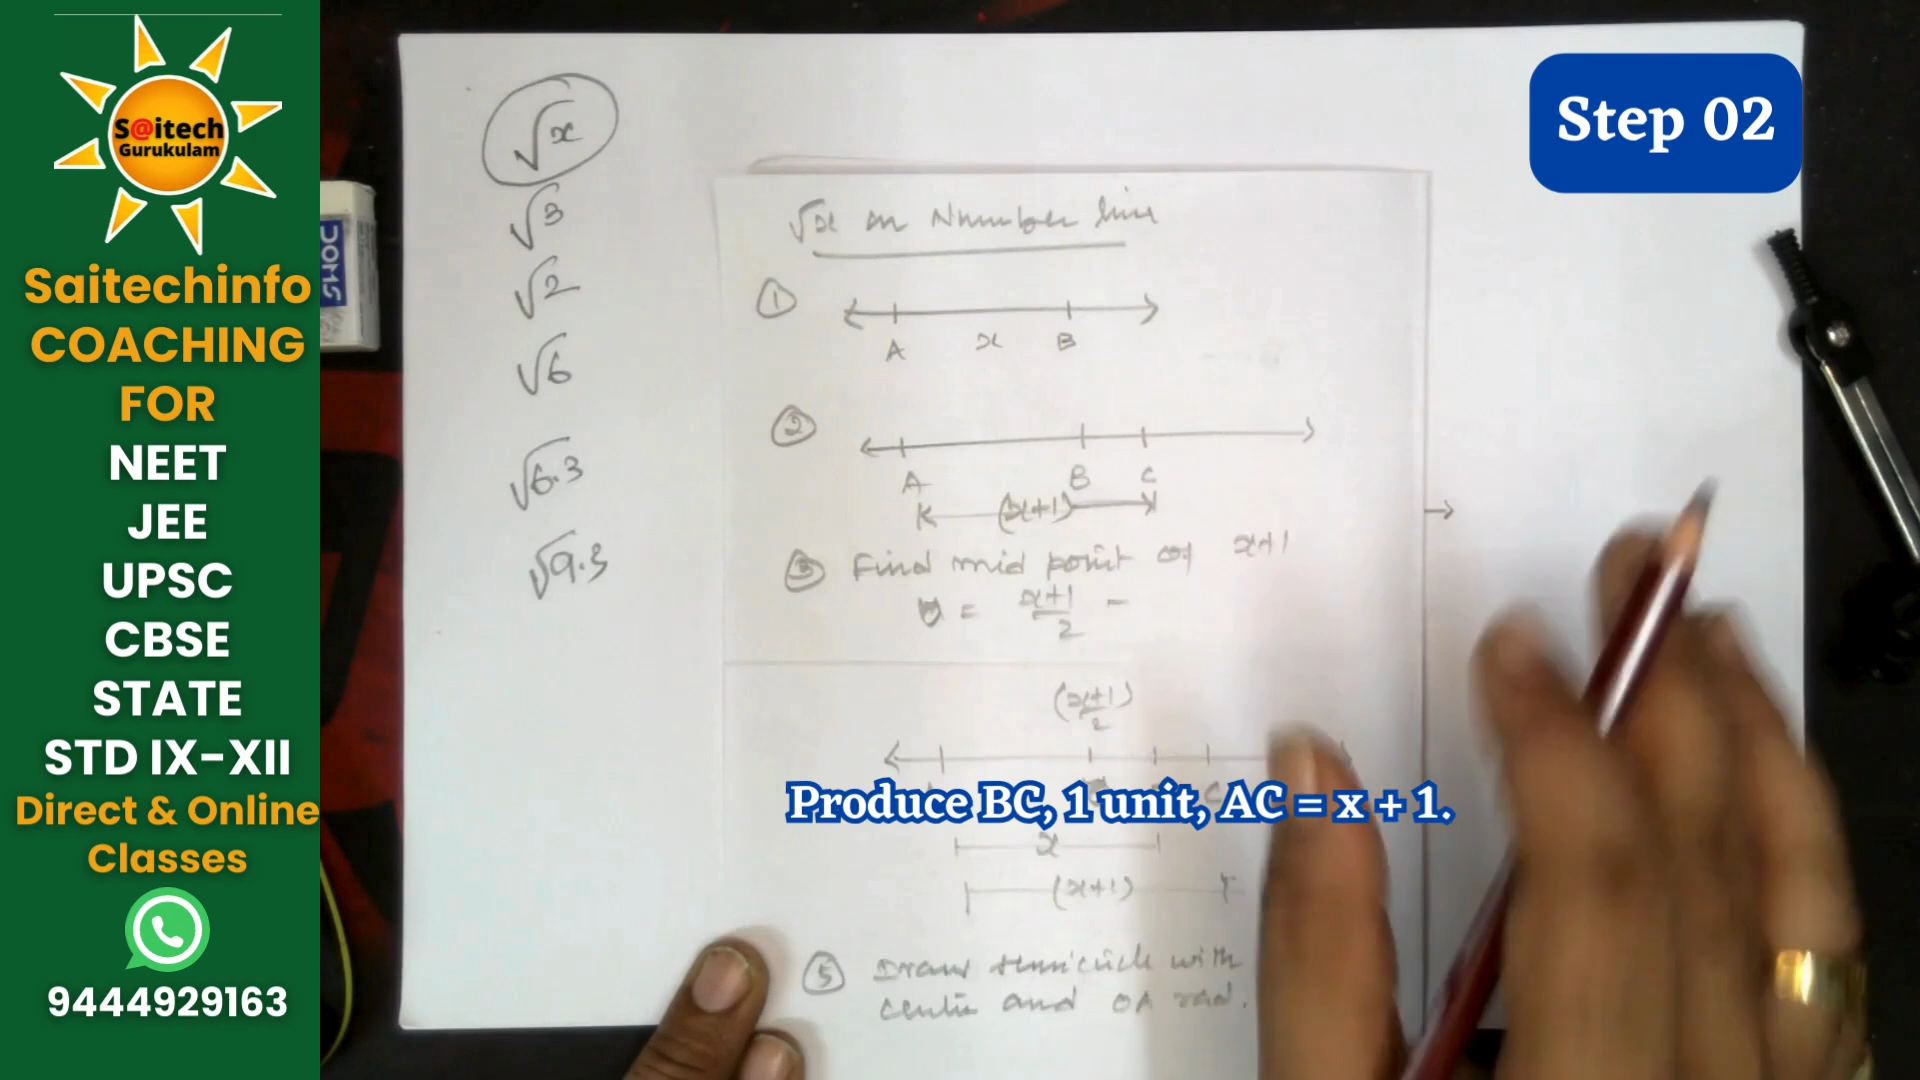 S@itech
Gurukulam
Saitechinfo
COACHING
FOR
NEET
JEE
UPSC
CBSE
STATE
STD IX-XII
Direct & Online
Classes
9444929163
DOMS
√x
√3
√2
√6
√6.3
√9.3
√x on Number line
①
A x B
②
A B C
(x+1)
③ Find mid point of x+1
= x+1/2 -
(x+1/2)
x
(x+1)
⑤ Draw semicircle with
centre and OA rad.
Step 02
Produce BC, 1 unit, AC = x + 1.